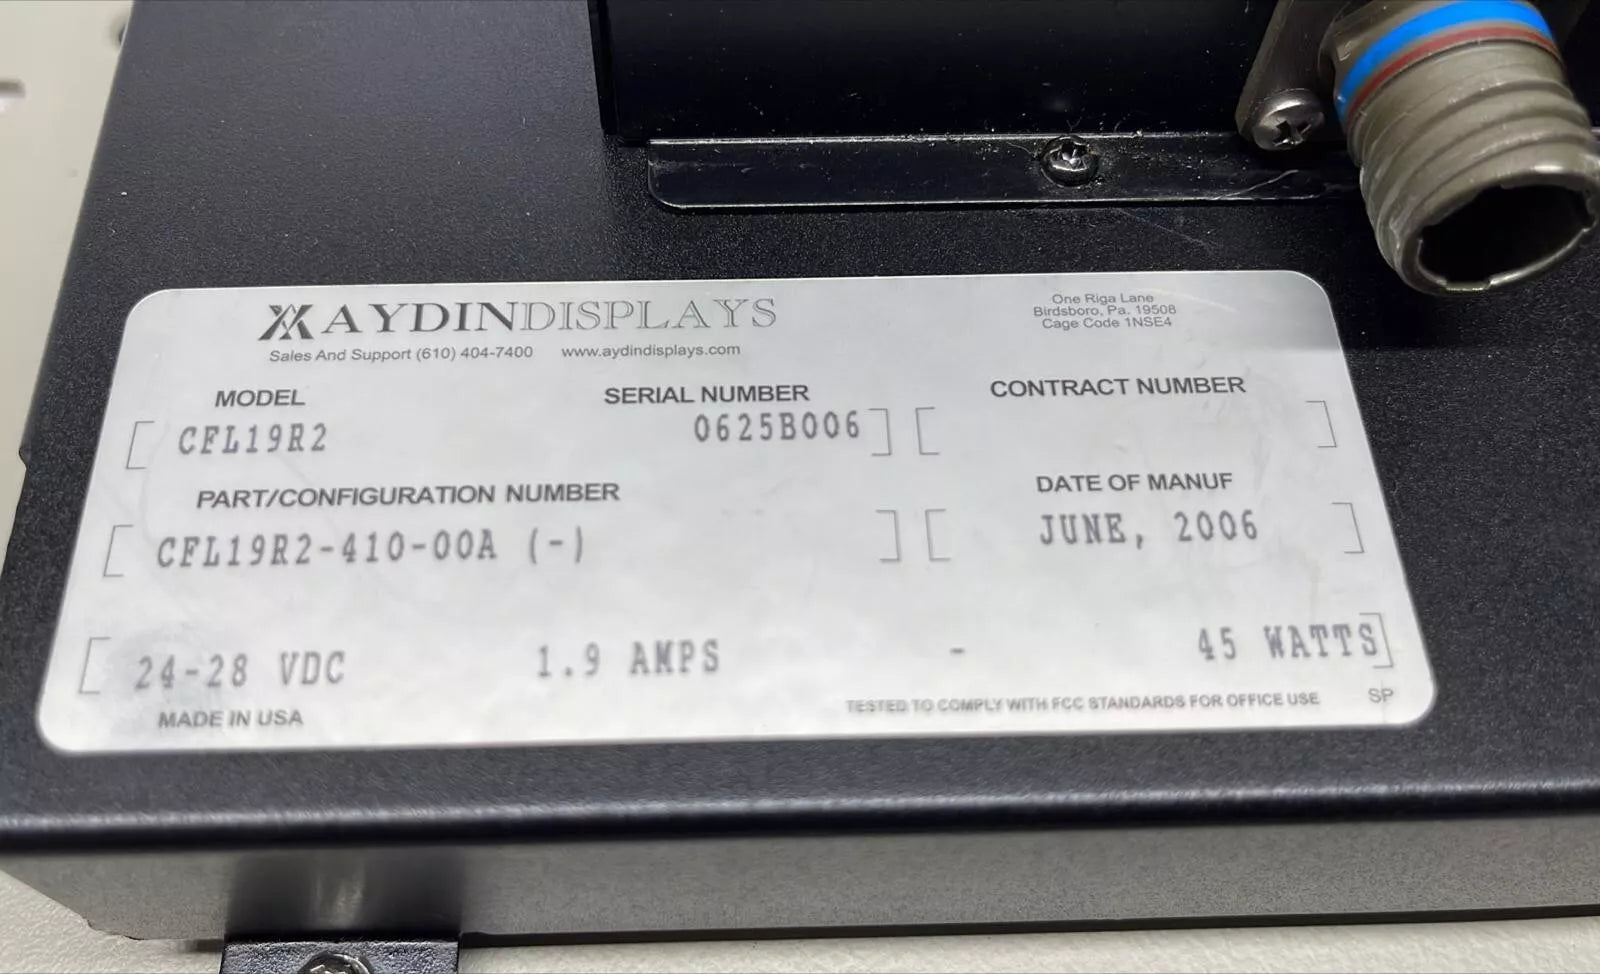 AYDINDISPLAYS
Sales And Support (610) 404-7400 www.aydindisplays.com
One Riga Lane
Birdsboro, Pa. 19508
Cage Code 1NSE4
MODEL SERIAL NUMBER CONTRACT NUMBER
CFL19R2 0625B006
PART/CONFIGURATION NUMBER DATE OF MANUF
CFL19R2-410-00A (-) JUNE, 2006
24-28 VDC 1.9 AMPS - 45 WATTS
MADE IN USA TESTED TO COMPLY WITH FCC STANDARDS FOR OFFICE USE SP